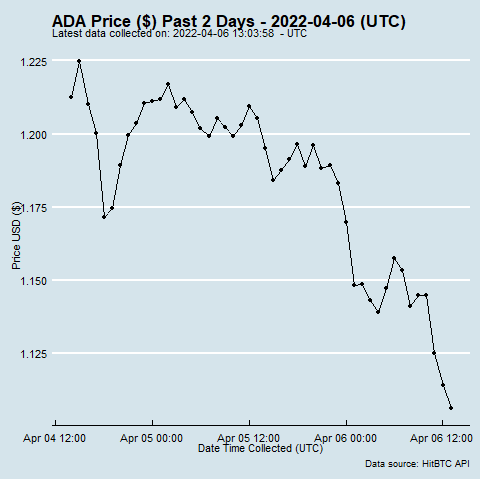 ADA Price ($) Past 2 Days - 2022-04-06 (UTC)
Latest data collected on: 2022-04-06 13:03:58  - UTC
1.225
1.200
1.175
1.150
1.125
Price USD ($)
Apr 04 12:00
Apr 05 00:00
Apr 05 12:00
Apr 06 00:00
Apr 06 12:00
Date Time Collected (UTC)
Data source: HitBTC API